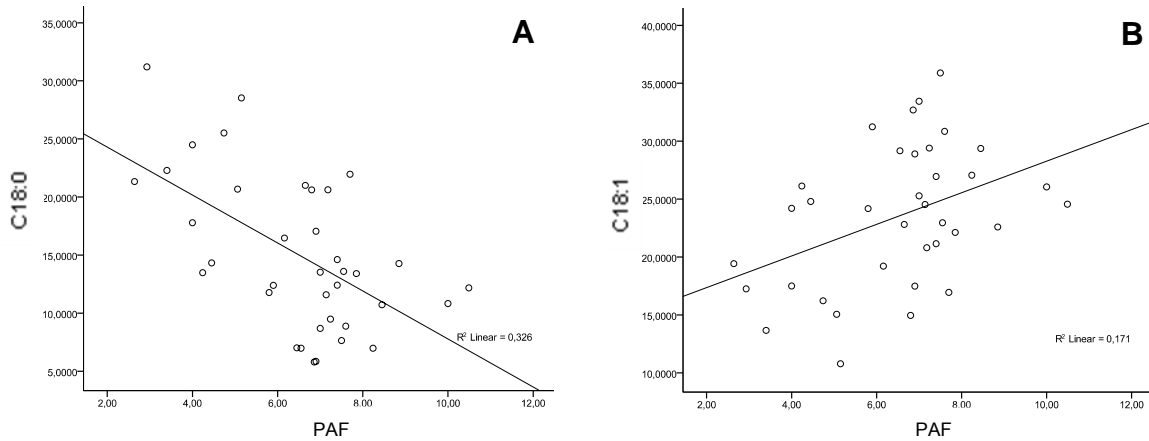 A
35,0000
30,0000
25,0000
20,0000
15,0000
10,0000
5,0000
C18:0
R² Linear = 0,326
2,00 4,00 6,00 8,00 10,00 12,00
PAF
B
40,0000
35,0000
30,0000
25,0000
20,0000
15,0000
10,0000
C18:1
R² Linear = 0,171
2,00 4,00 6,00 8,00 10,00 12,00
PAF